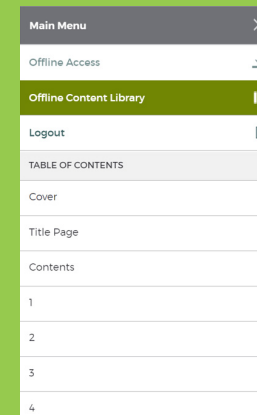 Main Menu
Offline Access
Offline Content Library
Logout
TABLE OF CONTENTS
Cover
Title Page
Contents
1
2
3
4